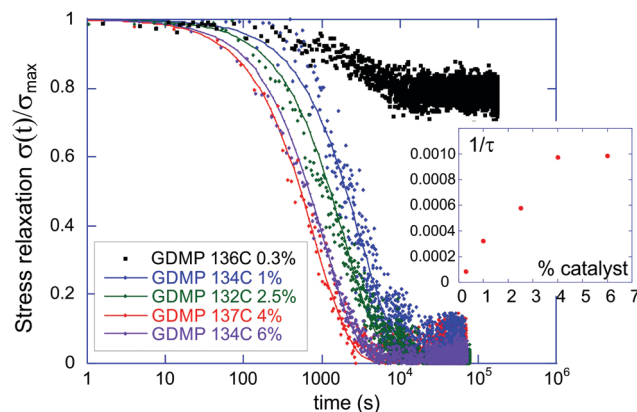 Stress relaxation σ(t)/σmax
1
0.8
0.6
0.4
0.2
0
1/τ
0.0010
0.0008
0.0006
0.0004
0.0002
0
0 1 2 3 4 5 6 7
% catalyst
GDMP 136C 0.3%
GDMP 134C 1%
GDMP 132C 2.5%
GDMP 137C 4%
GDMP 134C 6%
1 10 100 1000 10⁴ 10⁵ 10⁶
time (s)